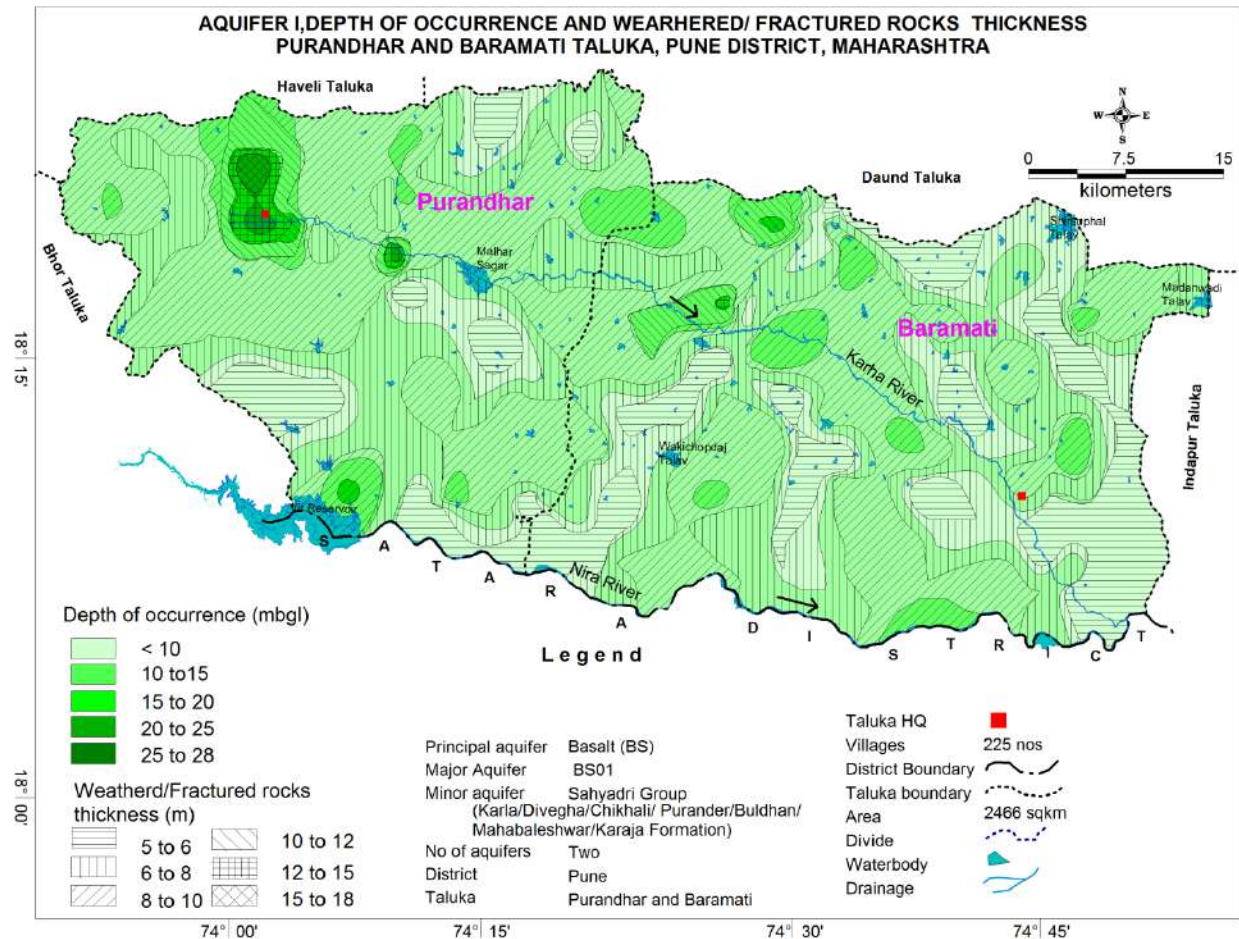 AQUIFER I,DEPTH OF OCCURRENCE AND WEARHERED/ FRACTURED ROCKS THICKNESS
PURANDHAR AND BARAMATI TALUKA, PUNE DISTRICT, MAHARASHTRA
Haveli Taluka
N
W E
S
0 7.5 15
kilometers
Daund Taluka
Purandhar
Malhar
Sagar
Talav
Madanwadi
Talav
Bhor Taluka
Baramati
Karha River
18° 15'
Talav
Indapur Taluka
Vir Reservoir
Nira River
S A T A R A D I S T R I C T
Depth of occurrence (mbgl)
< 10
10 to15
15 to 20
20 to 25
25 to 28
Legend
18° 00'
Weatherd/Fractured rocks
thickness (m)
5 to 6 10 to 12
6 to 8 12 to 15
8 to 10 15 to 18
Principal aquifer Basalt (BS)
Major Aquifer BS01
Minor aquifer Sahyadri Group
(Karla/Divegha/Chikhali/ Purander/Buldhan/
Mahabaleshwar/Karaja Formation)
No of aquifers Two
District Pune
Taluka Purandhar and Baramati
Taluka HQ
Villages 225 nos
District Boundary
Taluka boundary
Area 2466 sqkm
Divide
Waterbody
Drainage
74° 00' 74° 15' 74° 30' 74° 45'